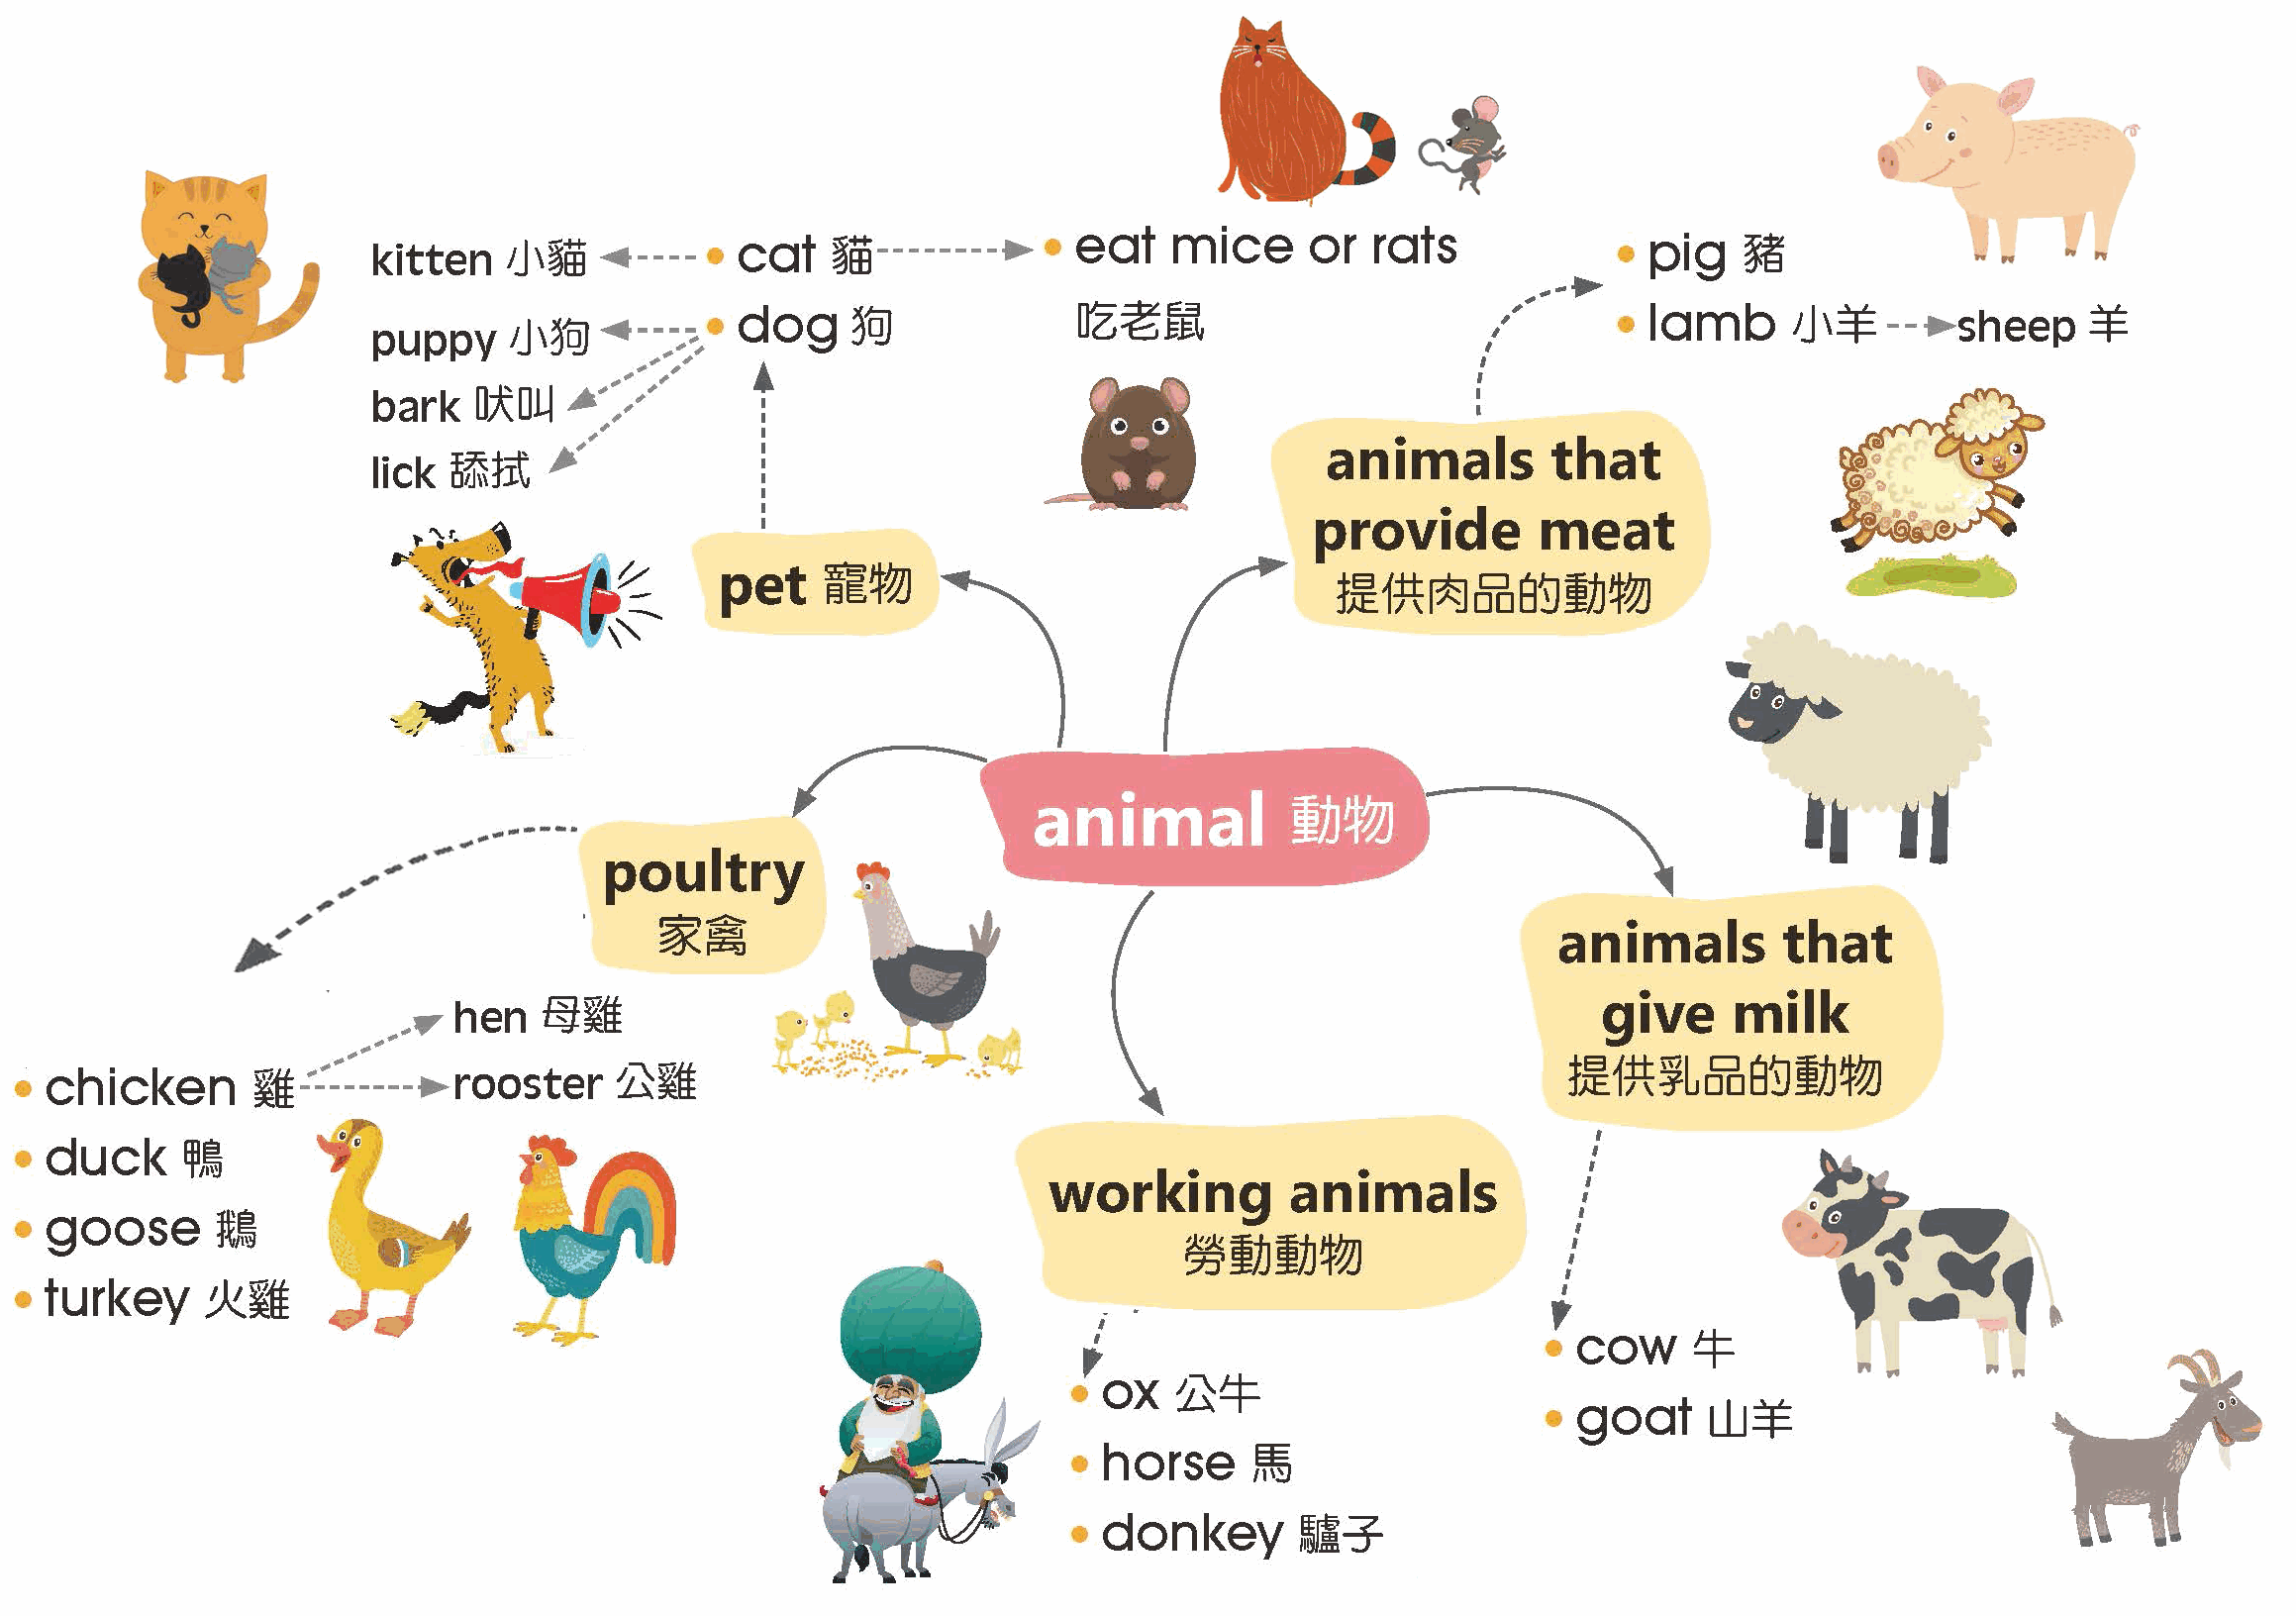 kitten 小貓
cat 貓
eat mice or rats
吃老鼠
puppy 小狗
dog 狗
bark 吠叫
lick 舔拭
pet 寵物
pig 豬
lamb 小羊
sheep 羊
animals that
provide meat
提供肉品的動物
animal 動物
poultry
家禽
hen 母雞
chicken 雞
rooster 公雞
duck 鴨
goose 鵝
turkey 火雞
working animals
勞動動物
ox 公牛
horse 馬
donkey 驢子
animals that
give milk
提供乳品的動物
cow 牛
goat 山羊